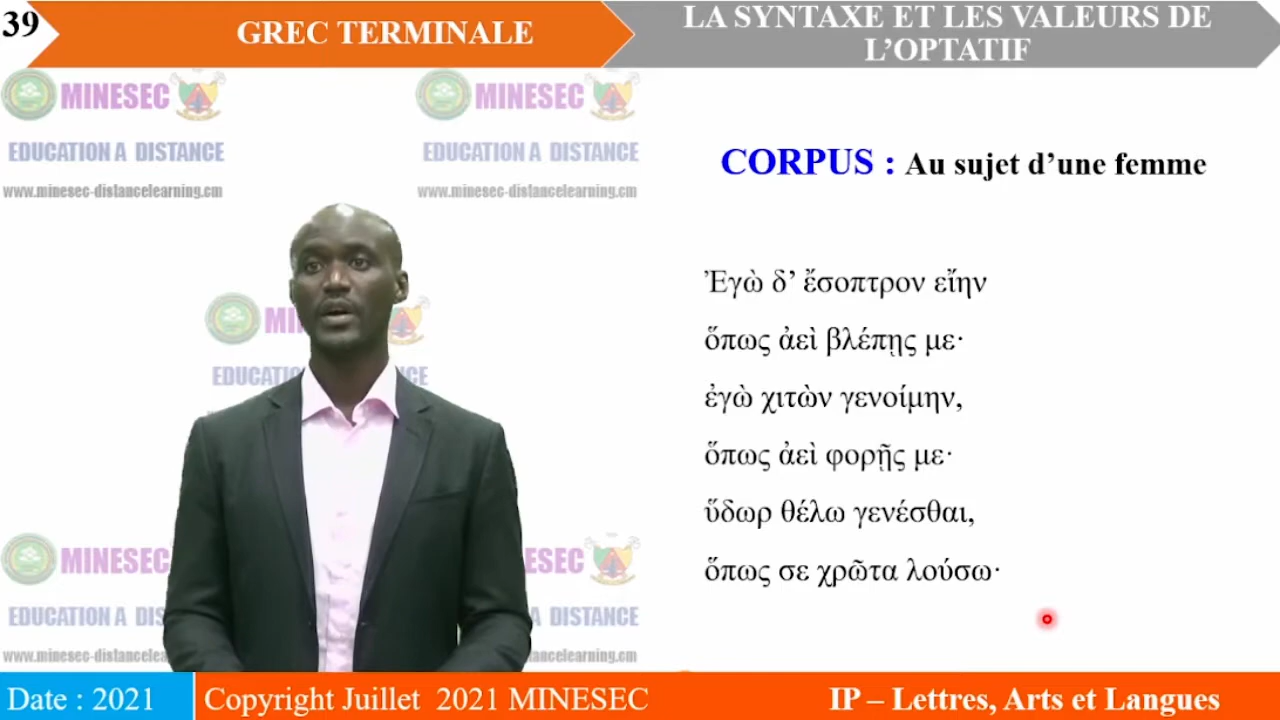 39
GREC TERMINALE
LA SYNTAXE ET LES VALEURS DE
L’OPTATIF
MINESEC
EDUCATION A DISTANCE
www.minesec-distancelearning.cm
MINESEC
EDUCATION A DISTANCE
www.minesec-distancelearning.cm
CORPUS : Au sujet d’une femme
Ἐγὼ δ’ ἔσοπτρον εἴην
ὅπως ἀεὶ βλέπῃς με·
ἐγὼ χιτὼν γενοίμην,
ὅπως ἀεὶ φορῇς με·
ὕδωρ θέλω γενέσθαι,
ὅπως σε χρῶτα λούσω·
MINESEC
EDUCATION A DIS
www.minesec-distancelea
ESEC
A DISTANCE
ancelearning.cm
Date : 2021
Copyright Juillet 2021 MINESEC
IP – Lettres, Arts et Langues